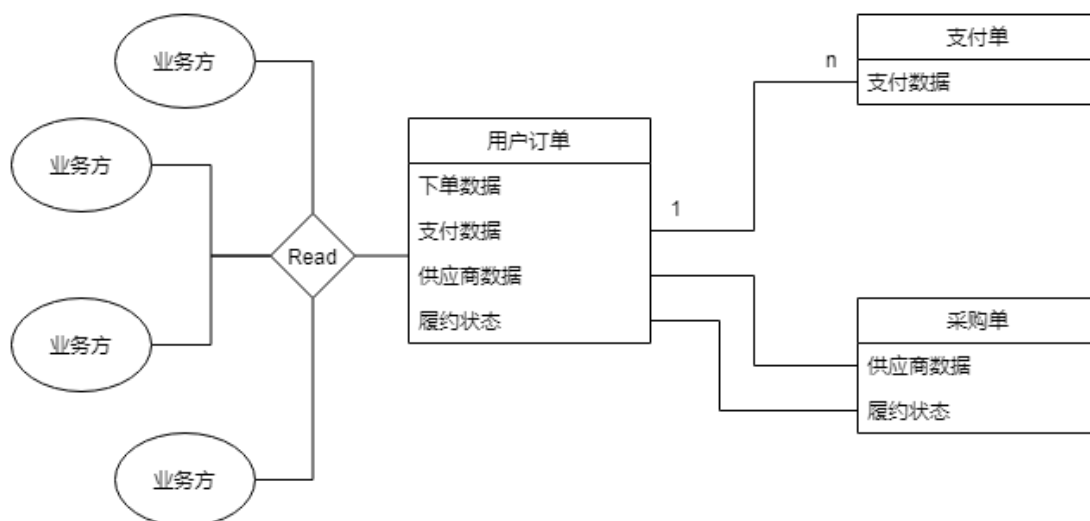 业务方
业务方
业务方
业务方
Read
用户订单
下单数据
支付数据
供应商数据
履约状态
1
n
支付单
支付数据
采购单
供应商数据
履约状态